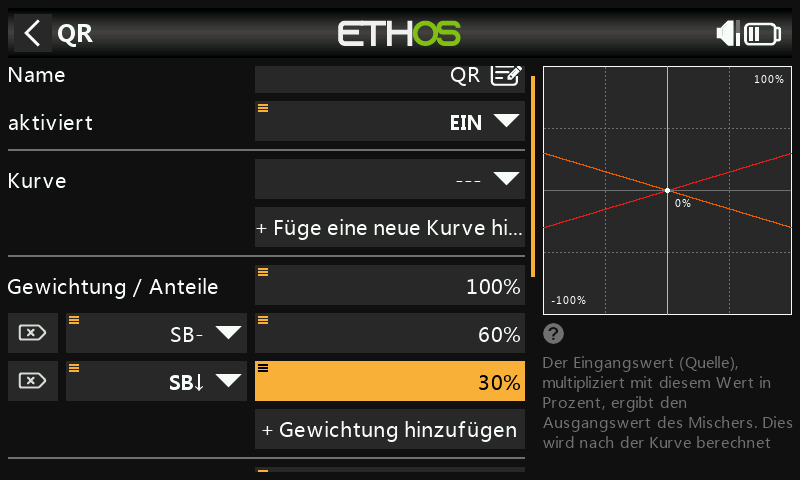 QR
ETHOS
Name
QR
aktiviert
EIN
Kurve
---
+ Füge eine neue Kurve hi...
Gewichtung / Anteile
100%
SB-
60%
SB↓
30%
+ Gewichtung hinzufügen
100%
0%
-100%
?
Der Eingangswert (Quelle),
multipliziert mit diesem Wert in
Prozent, ergibt den
Ausgangswert des Mischers. Dies
wird nach der Kurve berechnet